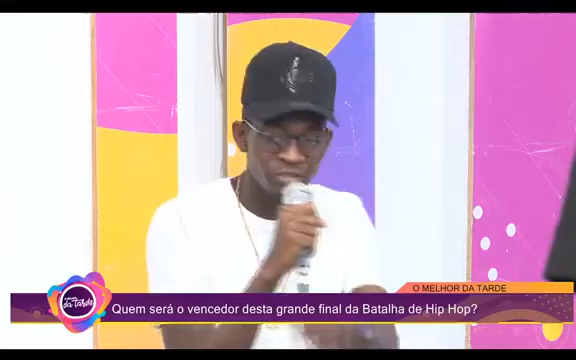 O MELHOR DA TARDE
da tarde
Quem será o vencedor desta grande final da Batalha de Hip Hop?